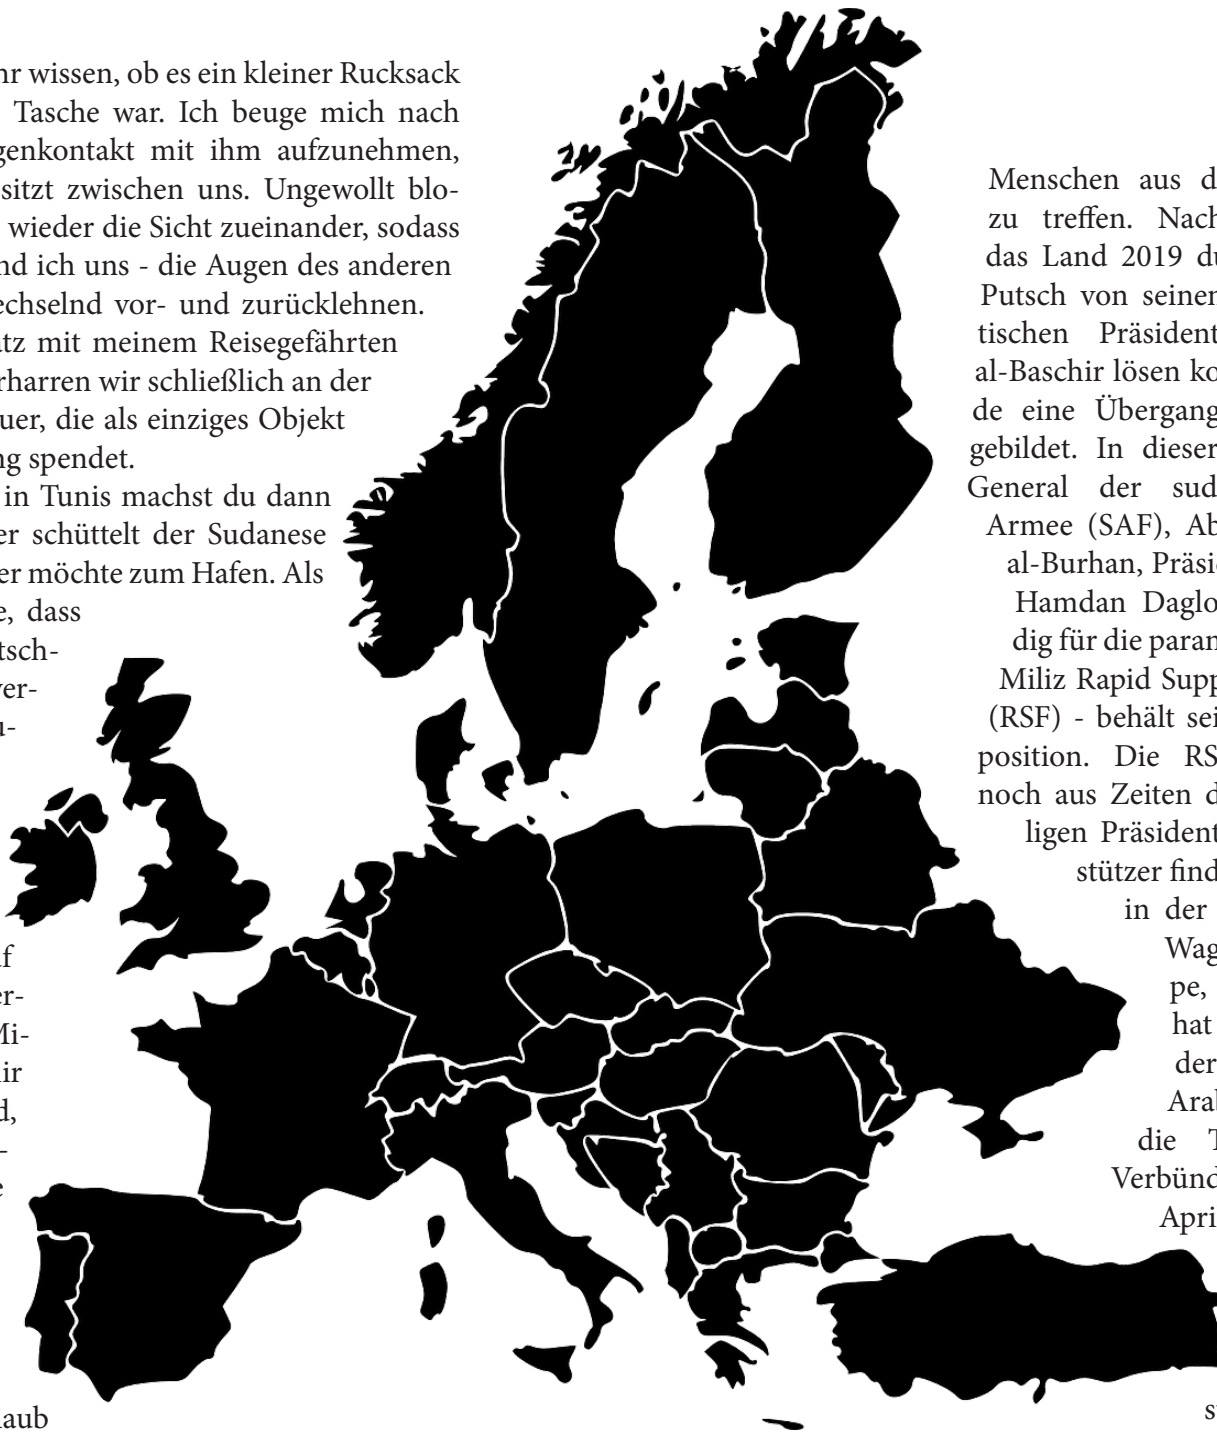 hr wissen, ob es ein kleiner Rucksack
Tasche war. Ich beuge mich nach
genkontakt mit ihm aufzunehmen,
sitzt zwischen uns. Ungewollt blo-
wieder die Sicht zueinander, sodass
nd ich uns - die Augen des anderen
echselnd vor- und zurücklehnen.
tz mit meinem Reisegefährten
rharren wir schließlich an der
uer, die als einziges Objekt
ng spendet.
in Tunis machst du dann
er schüttelt der Sudanese
er möchte zum Hafen. Als
e, dass
tsch-
ver-
u-
f
er-
Mi-
ir
d,
-
e
laub
Menschen aus d
zu treffen. Nach
das Land 2019 du
Putsch von seinen
tischen Präsident
al-Baschir lösen ko
de eine Übergang
gebildet. In dieser
General der sud
Armee (SAF), Ab
al-Burhan, Präsi
Hamdan Daglo
dig für die paran
Miliz Rapid Supp
(RSF) - behält sei
position. Die RS
noch aus Zeiten d
ligen Präsident
stützer find
in der
Wag
pe,
hat
der
Arab
die T
Verbünd
Apri
s